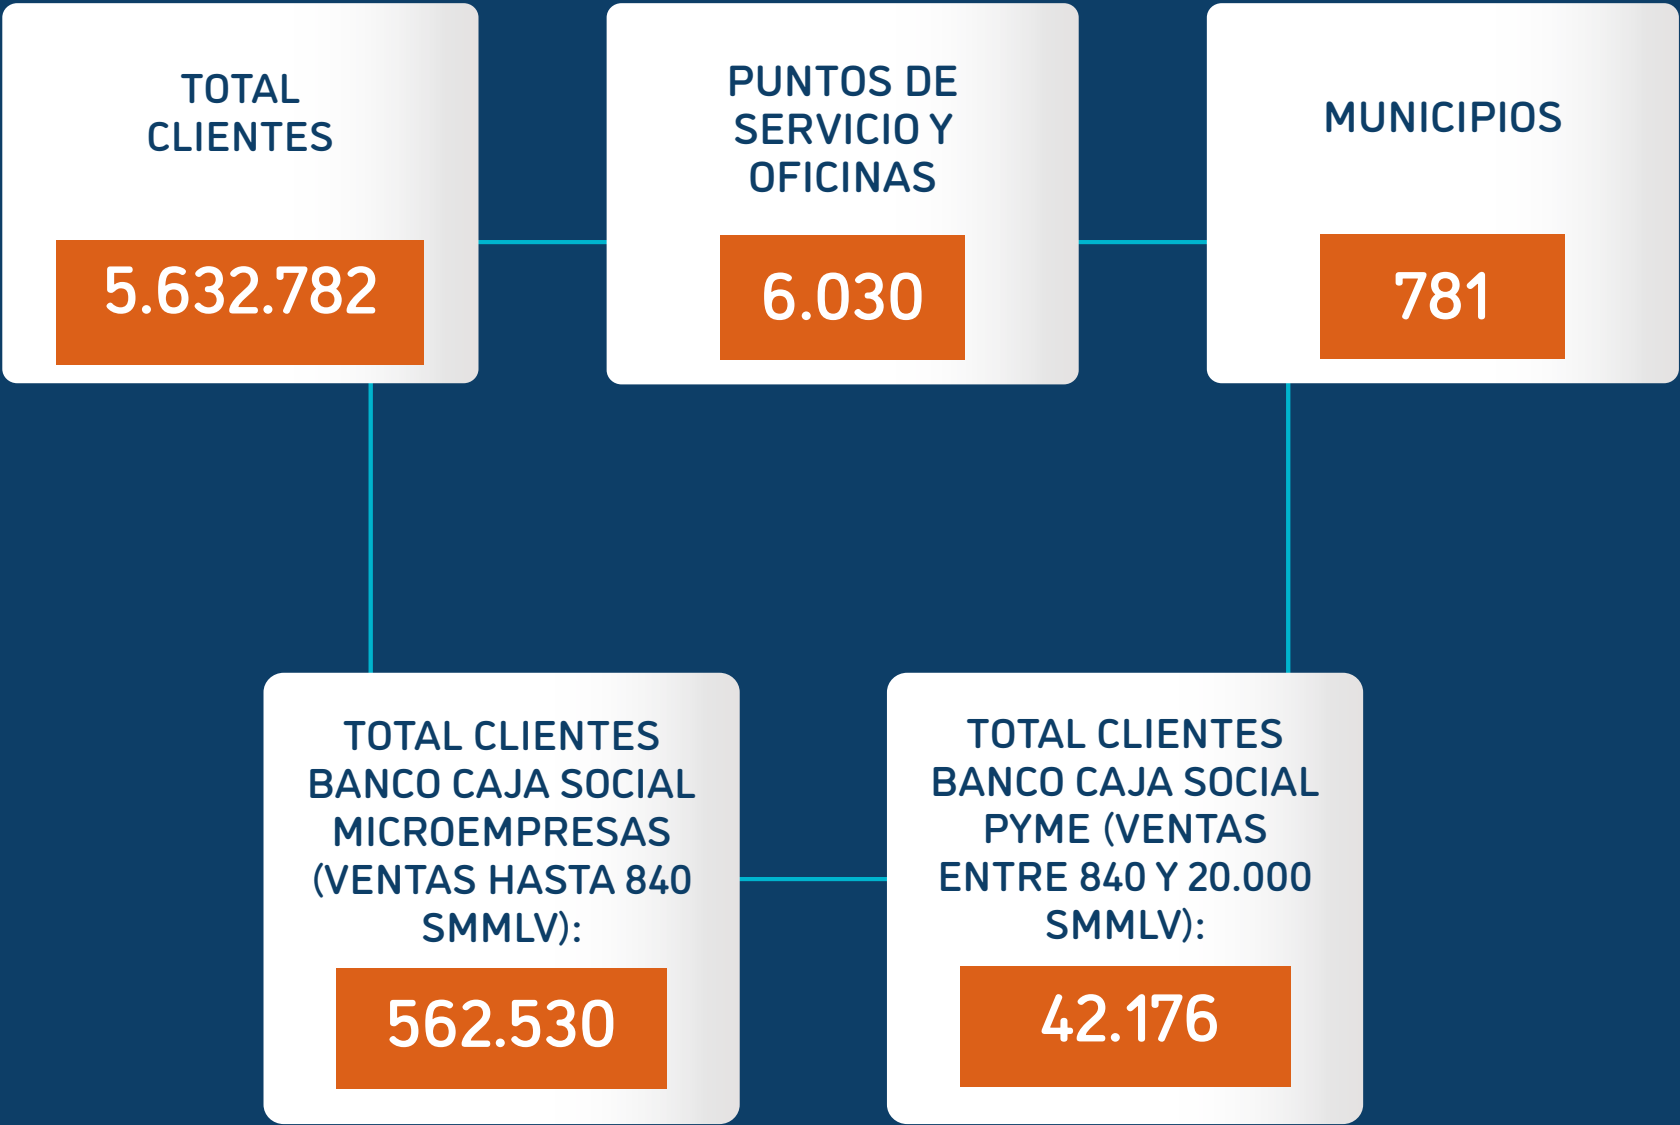 TOTAL
CLIENTES
5.632.782
PUNTOS DE
SERVICIO Y
OFICINAS
6.030
MUNICIPIOS
781
TOTAL CLIENTES
BANCO CAJA SOCIAL
MICROEMPRESAS
(VENTAS HASTA 840
SMMLV):
562.530
TOTAL CLIENTES
BANCO CAJA SOCIAL
PYME (VENTAS
ENTRE 840 Y 20.000
SMMLV):
42.176